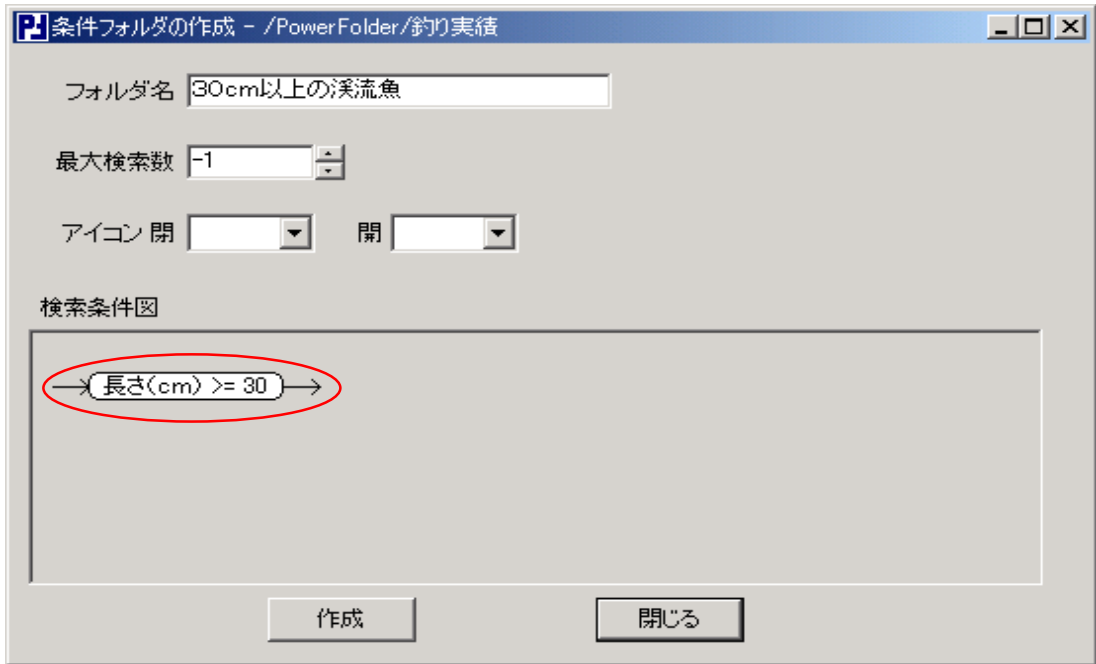 条件フォルダの作成 - /PowerFolder/釣り実績
フォルダ名 30cm以上の渓流魚
最大検索数 -1
アイコン 閉 開
検索条件図
長さ(cm) >= 30
作成 閉じる